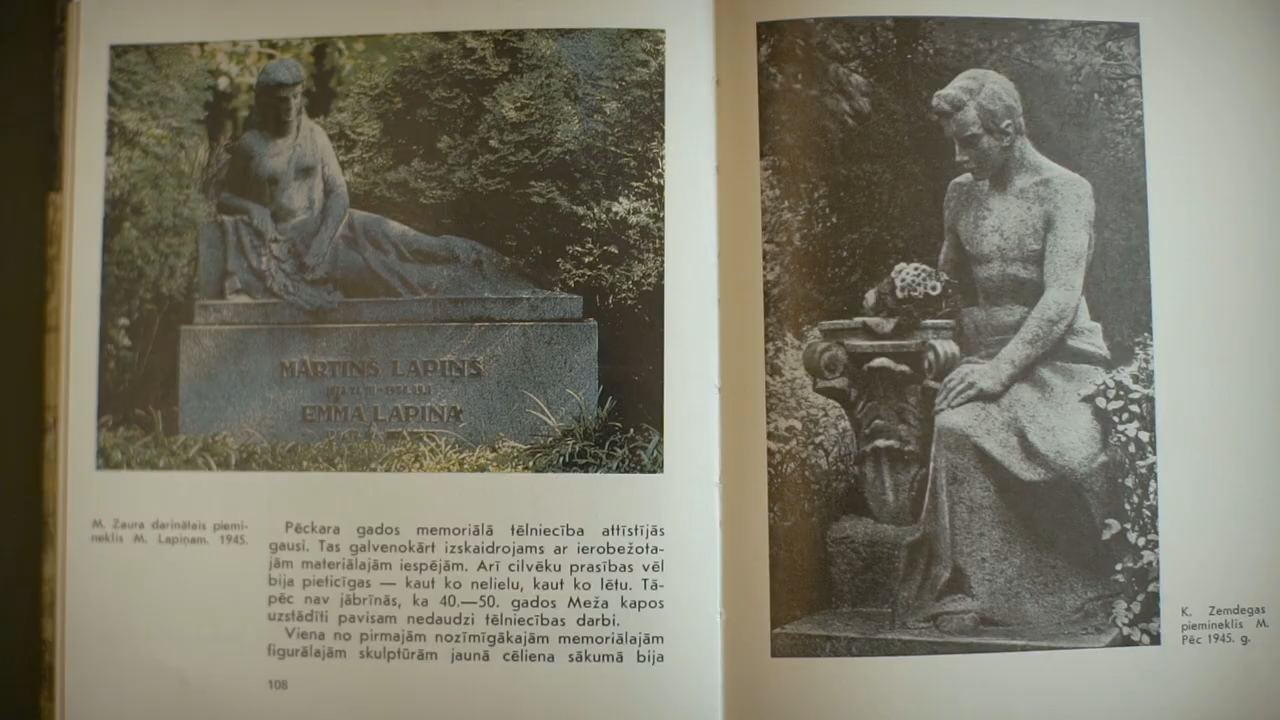 MĀRTIŅŠ LAPIŅŠ
EMMA LAPIŅA
M. Zaura darinātais piemi-
neklis M. Lapiņam. 1945.
Pēckara gados memoriālā tēlniecība attīstījās
gausi. Tas galvenokārt izskaidrojams ar ierobežota-
jām materiālajām iespējām. Arī cilvēku prasības vēl
bija pieticīgas — kaut ko nelielu, kaut ko lētu. Tā-
pēc nav jābrīnās, ka 40.—50. gados Meža kapos
uzstādīti pavisam nedaudzi tēlniecības darbi.
Viena no pirmajām nozīmīgākajām memoriālajām
figurālajām skulptūrām jaunā cēliena sākumā bija
108
K. Zemdegas
piemineklis M.
Pēc 1945. g.